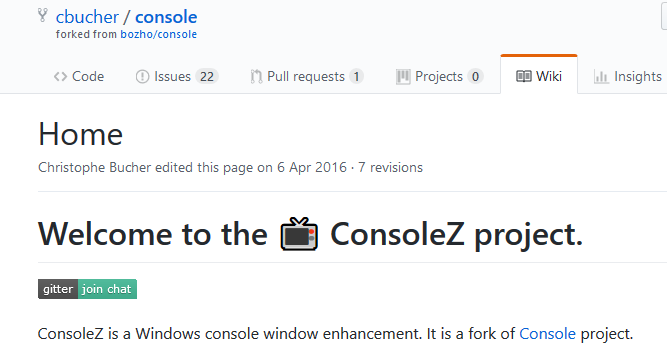 cbucher / console
forked from bozho/console
Code Issues 22 Pull requests 1 Projects 0 Wiki Insights
Home
Christophe Bucher edited this page on 6 Apr 2016 · 7 revisions
Welcome to the 📺 ConsoleZ project.
gitter join chat
ConsoleZ is a Windows console window enhancement. It is a fork of Console project.